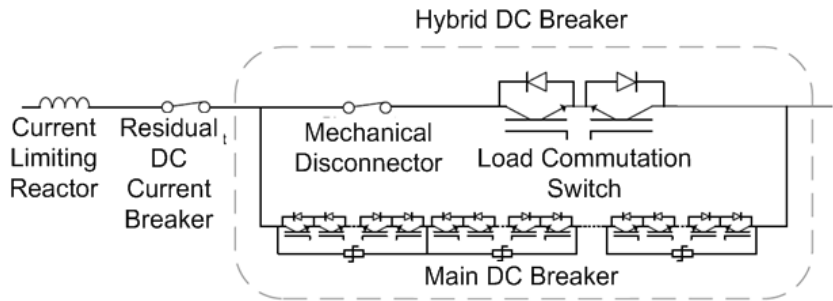 Hybrid DC Breaker
Current
Limiting
Reactor
Residual
DC
Current
Breaker
t
Mechanical
Disconnector
Load Commutation
Switch
Main DC Breaker